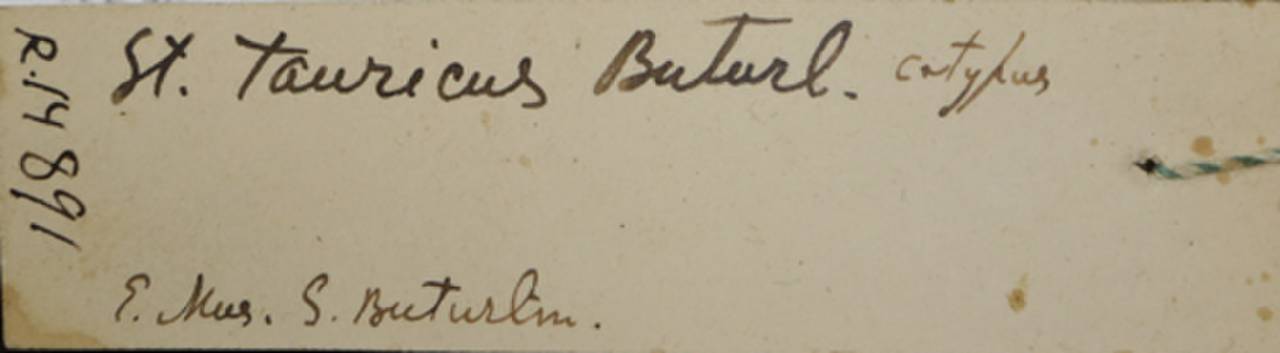 St. Tauricus Buturl. cotypus
E. Mus. S. Buturlin.
R.14891